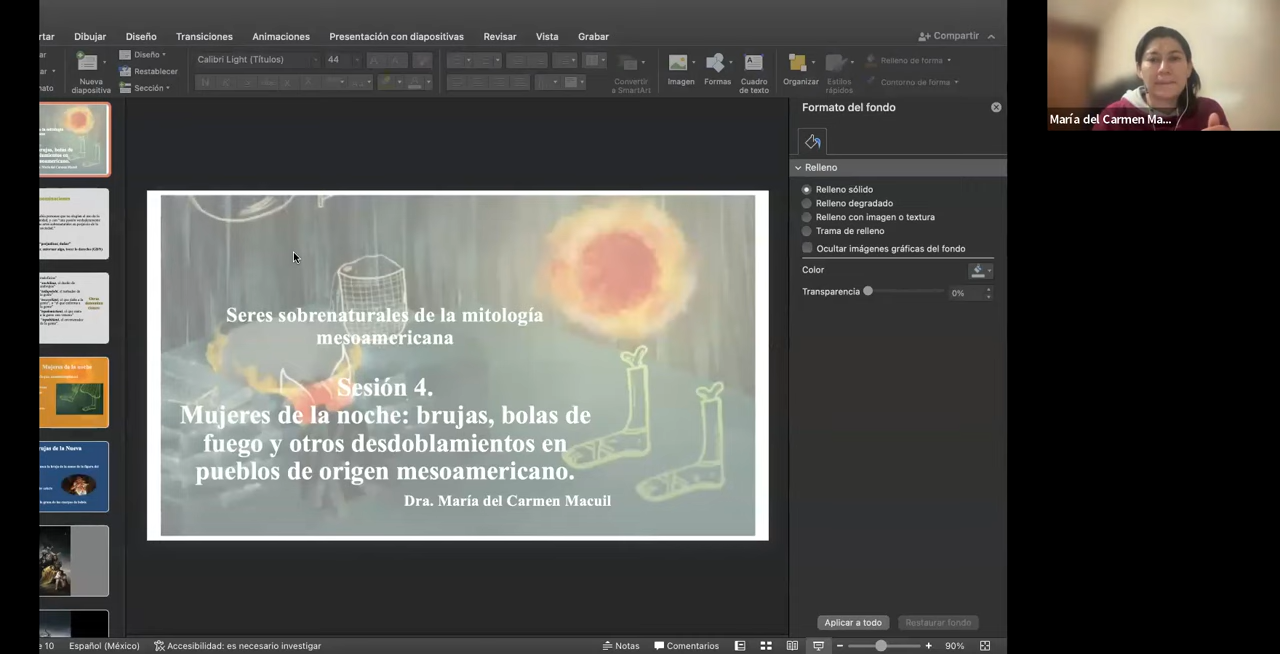 rtar Dibujar Diseño Transiciones Animaciones Presentación con diapositivas Revisar Vista Grabar Compartir
Nueva
diapositiva
Diseño
Restablecer
Sección
Calibri Light (Títulos) 44
Convertir
a SmartArt
Imagen
Formas
Cuadro
de texto
Organizar
Estilos
rápidos
Relleno de forma
Contorno de forma
María del Carmen Ma...
Formato del fondo
Relleno
Relleno sólido
Relleno degradado
Relleno con imagen o textura
Trama de relleno
Ocultar imágenes gráficas del fondo
Color
Transparencia 0%
Mujeres de la noche
Seres sobrenaturales de la mitología
mesoamericana
Sesión 4.
Mujeres de la noche: brujas, bolas de
fuego y otros desdoblamientos en
pueblos de origen mesoamericano.
Dra. María del Carmen Macuil
Aplicar a todo Restaurar fondo
10 Español (México) Accesibilidad: es necesario investigar Notas Comentarios 90%